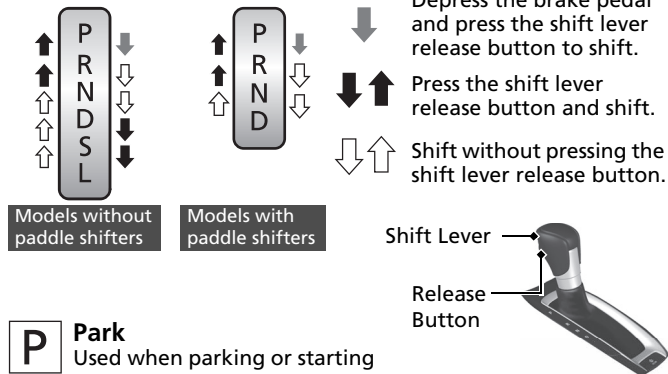 P
R
N
D
S
L
Models without
paddle shifters
P
R
N
D
Models with
paddle shifters
Depress the brake pedal
and press the shift lever
release button to shift.
Press the shift lever
release button and shift.
Shift without pressing the
shift lever release button.
Shift Lever
Release
Button
P
Park
Used when parking or starting